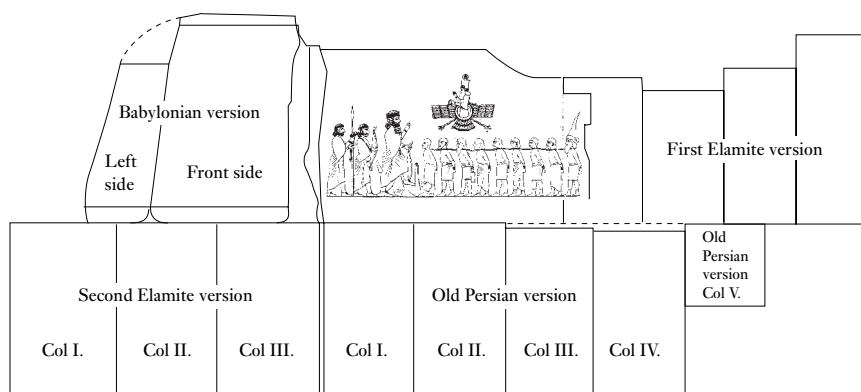 Babylonian version
Left
side
Front side
First Elamite version
Old
Persian
version
Col V.
Second Elamite version
Old Persian version
Col I.
Col II.
Col III.
Col I.
Col II.
Col III.
Col IV.